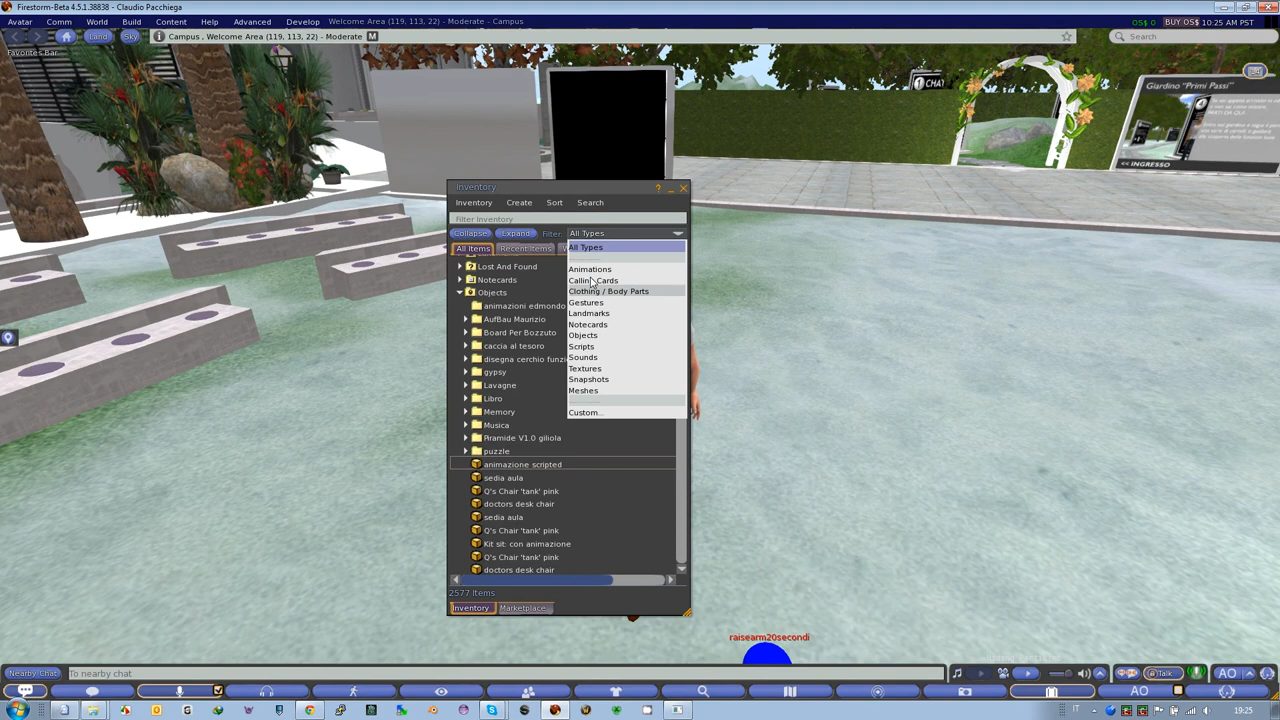 Firestorm-Beta 4.5.1.38838 - Claudio Pacchiega
Avatar Comm World Build Content Help Advanced Develop Welcome Area (119, 113, 22) - Moderate - Campus
OS$ 0 BUY OS$ 10:25 AM PST
Land Sky Campus , Welcome Area (119, 113, 22) - Moderate M
Search
Favorites Bar
CHAT
Giardino "Primi Passi"
<< INGRESSO
Inventory
?
Inventory Create Sort Search
Filter Inventory
Collapse Expand Filter: All Types
All Items Recent Items
All Types
Animations
Calling Cards
Clothing / Body Parts
Gestures
Landmarks
Notecards
Objects
Scripts
Sounds
Textures
Snapshots
Meshes
Custom...
Lost And Found
Notecards
Objects
animazioni edmondo
AufBau Maurizio
Board Per Bozzuto
caccia al tesoro
disegna cerchio funzi
gypsy
Lavagne
Libro
Memory
Musica
Piramide V1.0 giliola
puzzle
animazione scripted
sedia aula
Q's Chair 'tank' pink
doctors desk chair
sedia aula
Q's Chair 'tank' pink
Kit sit: con animazione
Q's Chair 'tank' pink
doctors desk chair
2577 Items
Inventory Marketplace
raisearm20secondi
Nearby Chat To nearby chat
Talk AO
AO
IT 19:25